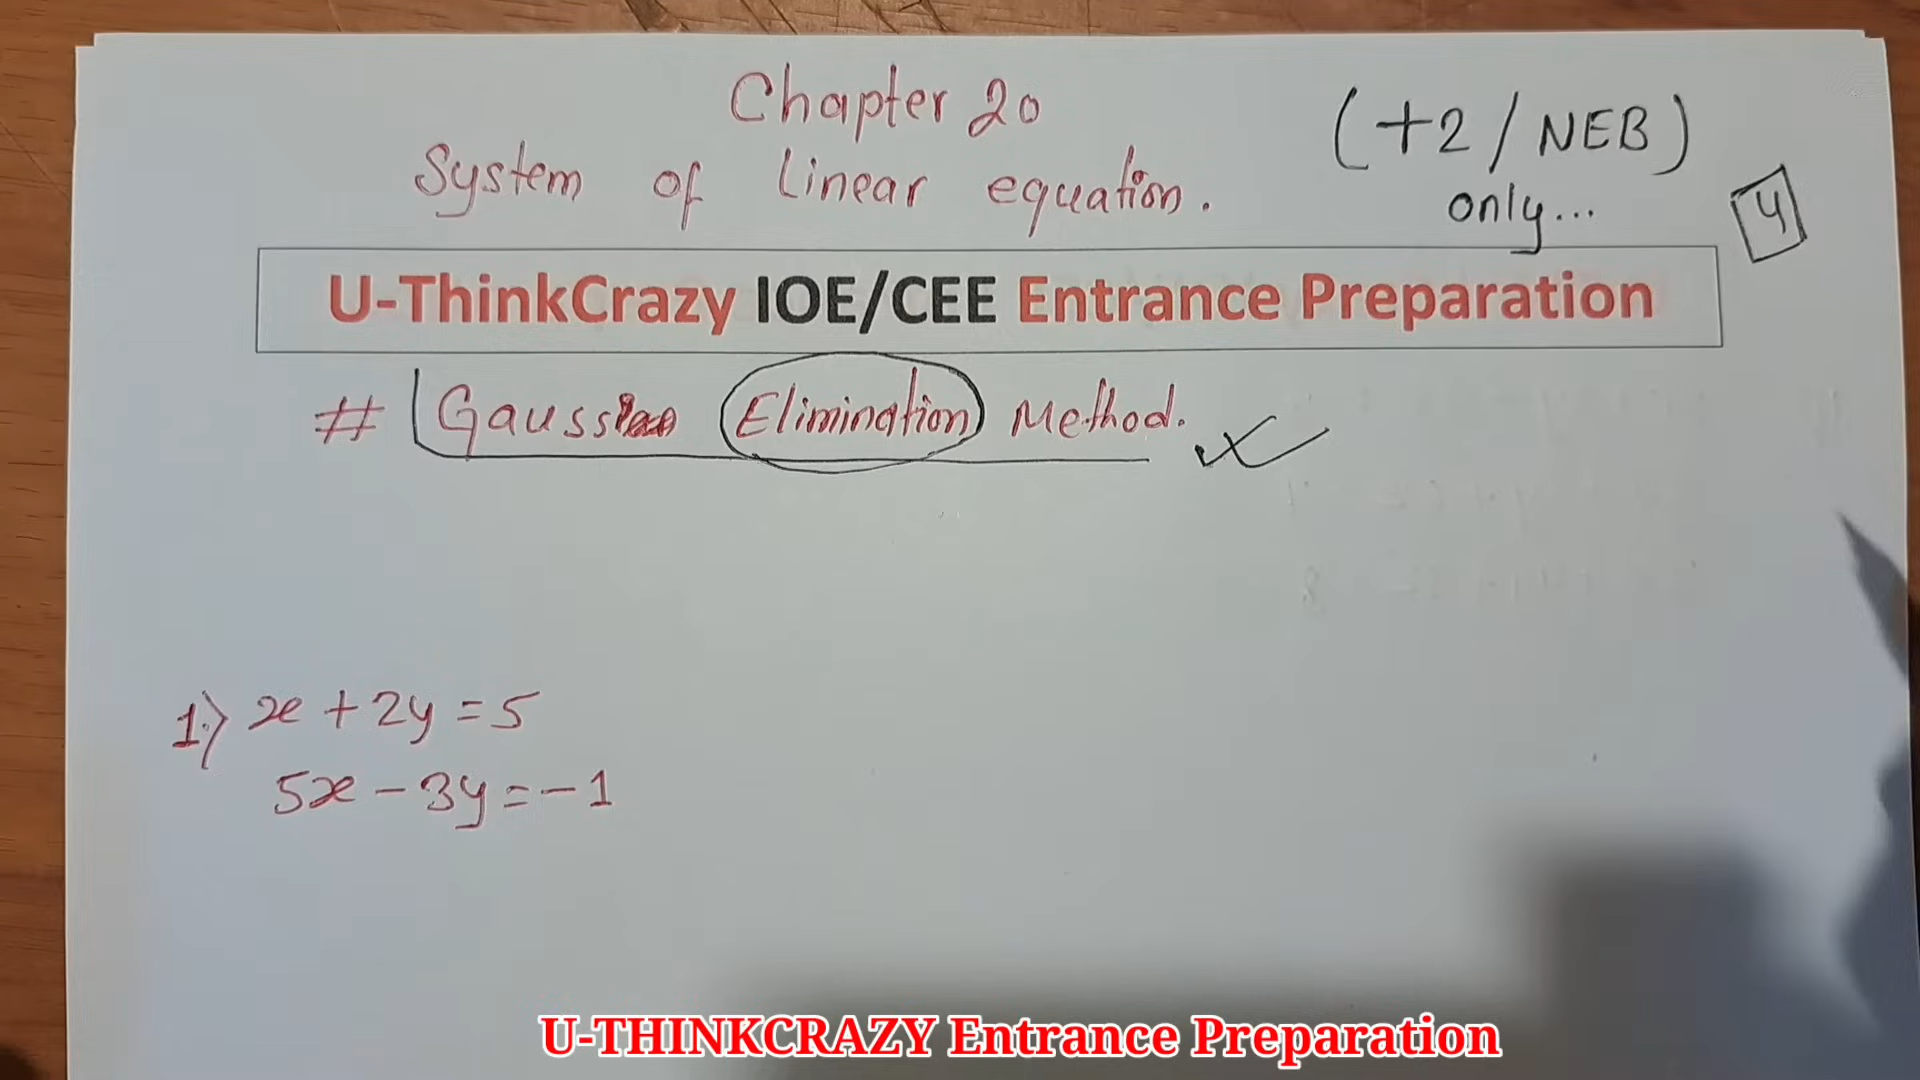 Chapter 20
(+2/NEB)
System of linear equation.
only...
4
U-ThinkCrazy IOE/CEE Entrance Preparation
# Gauss Elimination Method.
1.) x + 2y = 5
5x - 3y = -1
U-THINKCRAZY Entrance Preparation